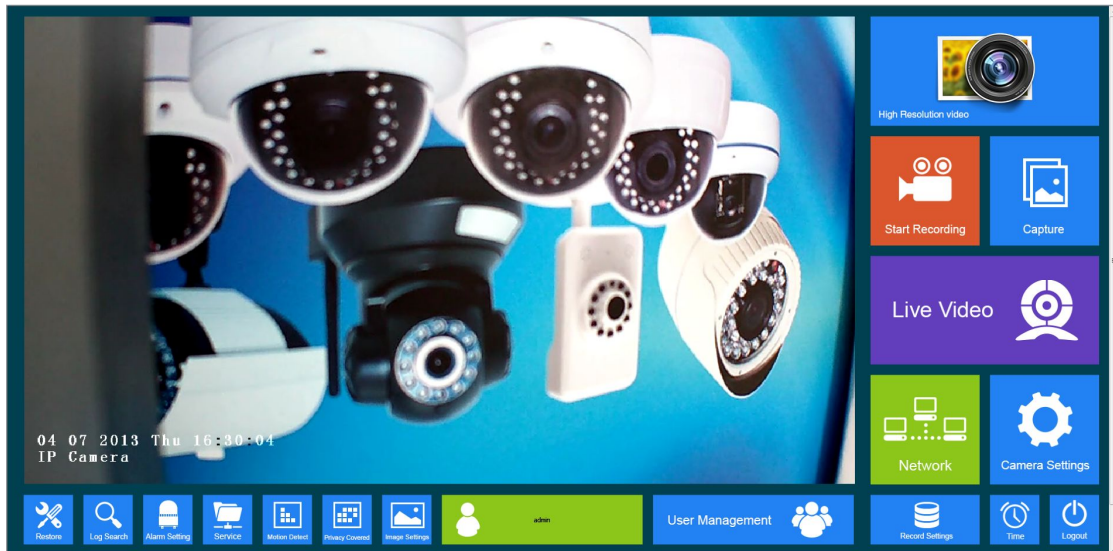 High Resolution video
Start Recording
Capture
Live Video
Network
Camera Settings
04 07 2013 Thu 16:30:04
IP Camera
Restore
Log Search
Alarm Setting
Service
Motion Detect
Privacy Covered
Image Settings
admin
User Management
Record Settings
Time
Logout